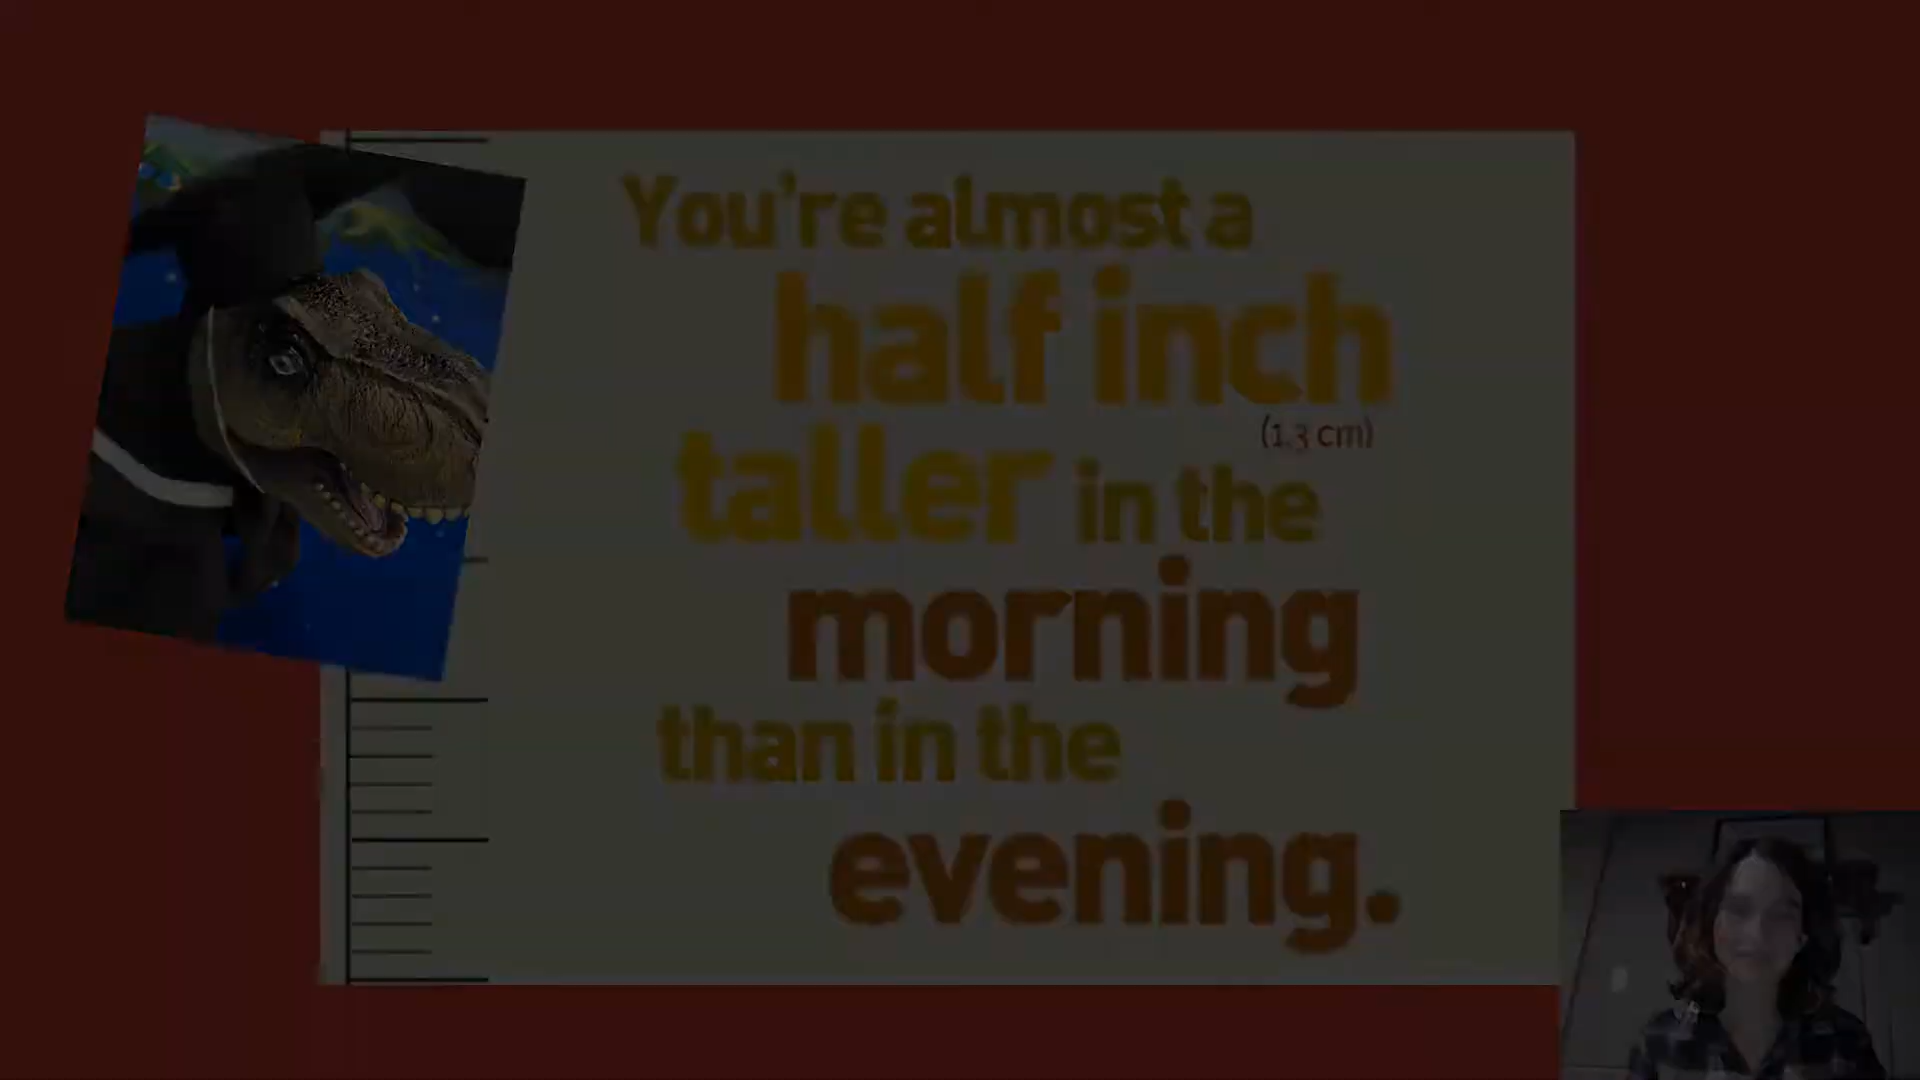 You're almost a
half inch
(1.3 cm)
taller in the
morning
than in the
evening.